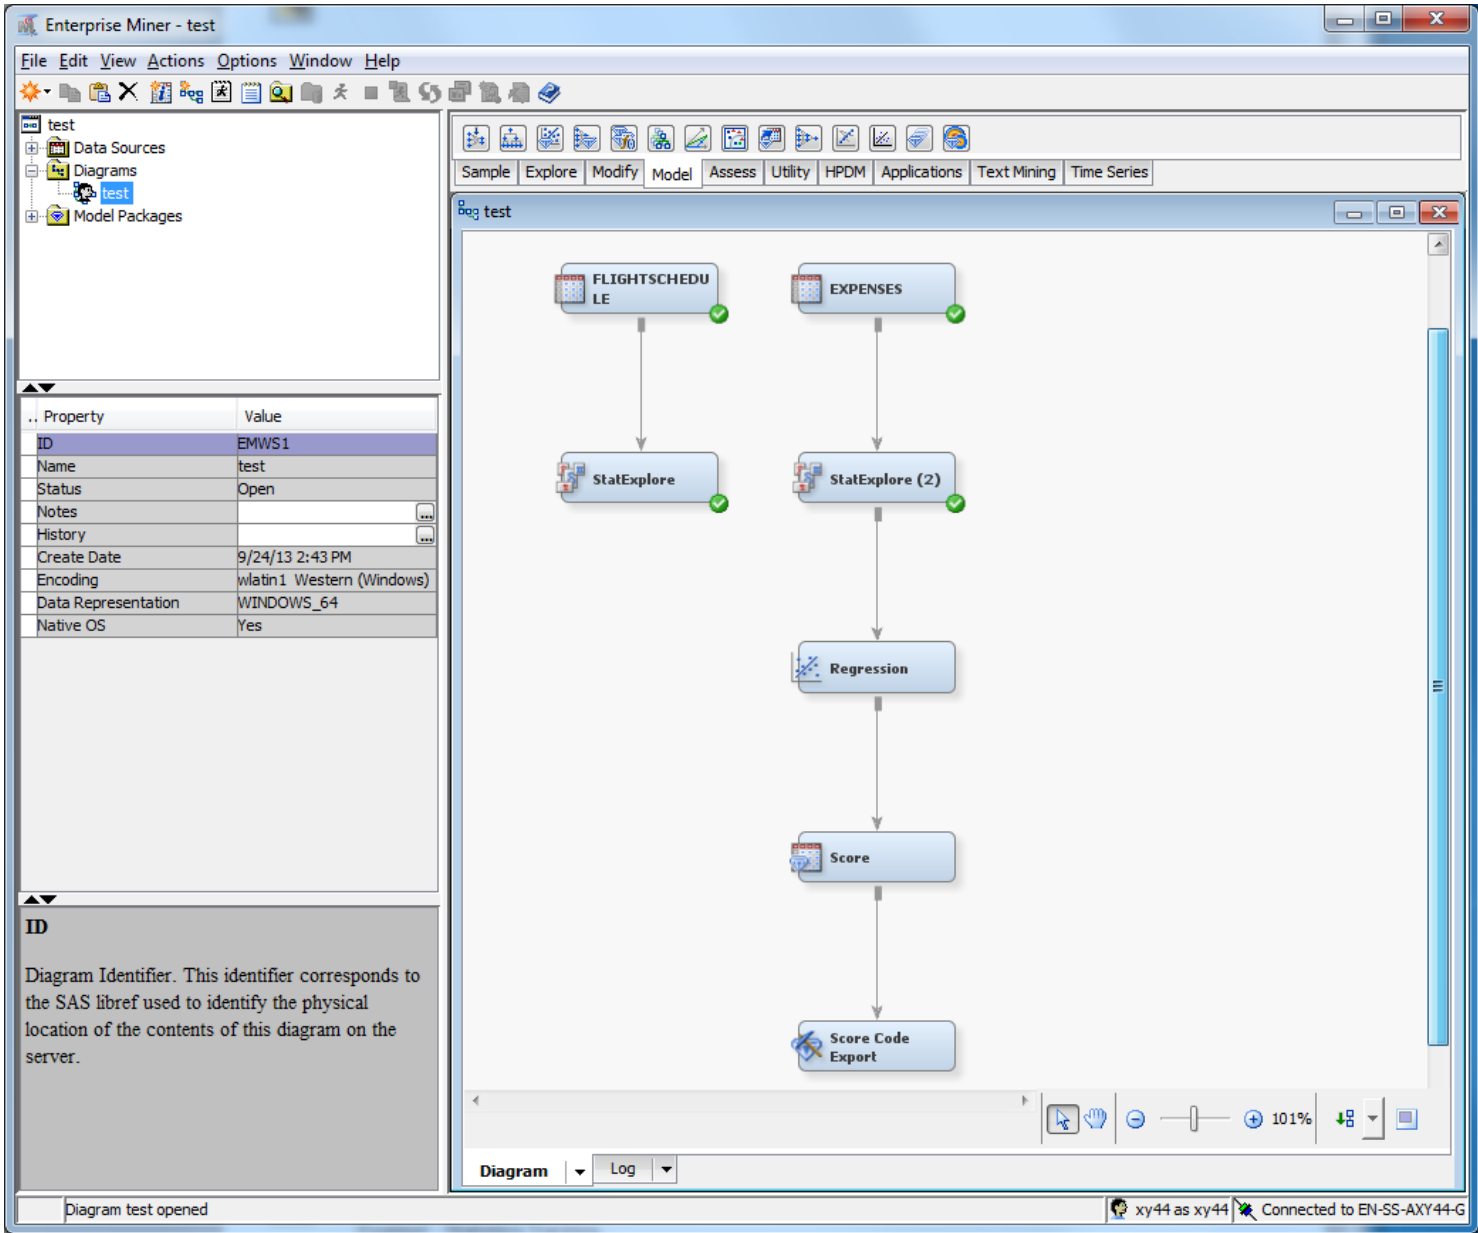 Enterprise Miner - test
File Edit View Actions Options Window Help
test
Data Sources
Diagrams
test
Model Packages
.. Property Value
ID EMWS1
Name test
Status Open
Notes ...
History ...
Create Date 9/24/13 2:43 PM
Encoding wlatin1 Western (Windows)
Data Representation WINDOWS_64
Native OS Yes
ID
Diagram Identifier. This identifier corresponds to
the SAS libref used to identify the physical
location of the contents of this diagram on the
server.
Sample Explore Modify Model Assess Utility HPDM Applications Text Mining Time Series
test
FLIGHTSCHEDU
LE
EXPENSES
StatExplore
StatExplore (2)
Regression
Score
Score Code
Export
101%
Diagram Log
Diagram test opened
xy44 as xy44 Connected to EN-SS-AXY44-G